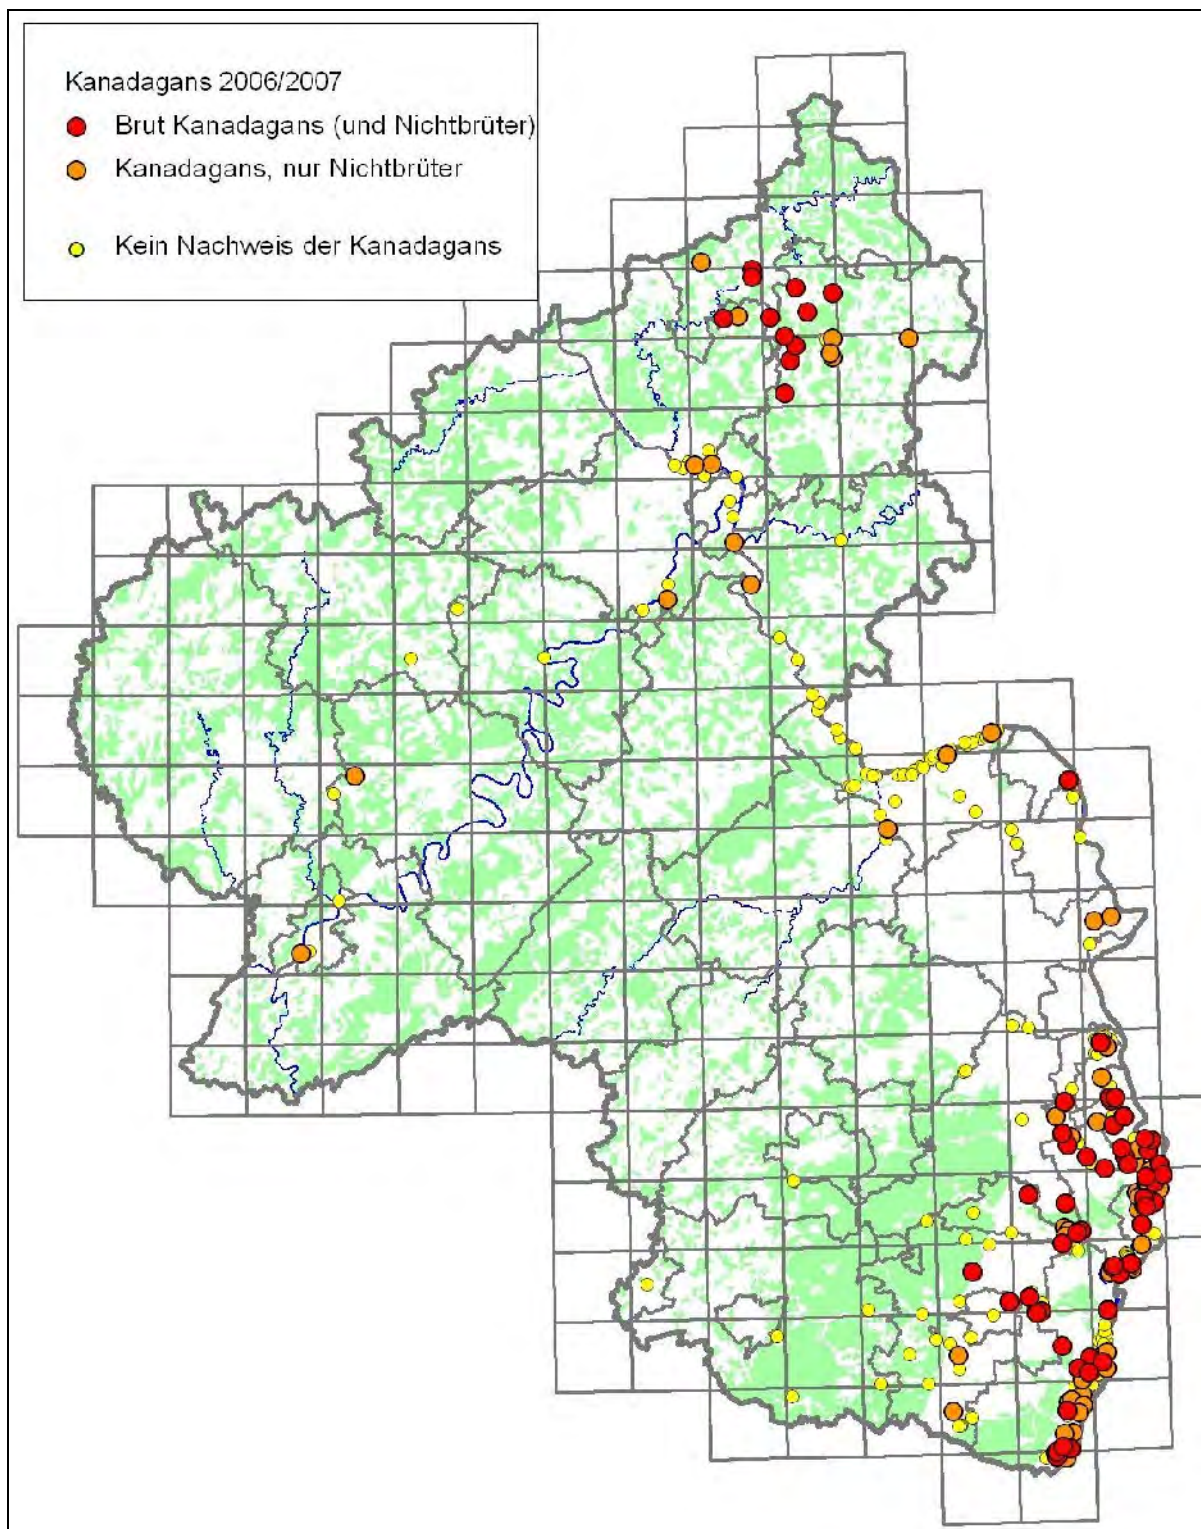 Kanadagans 2006/2007
Brut Kanadagans (und Nichtbrüter)
Kanadagans, nur Nichtbrüter
Kein Nachweis der Kanadagans